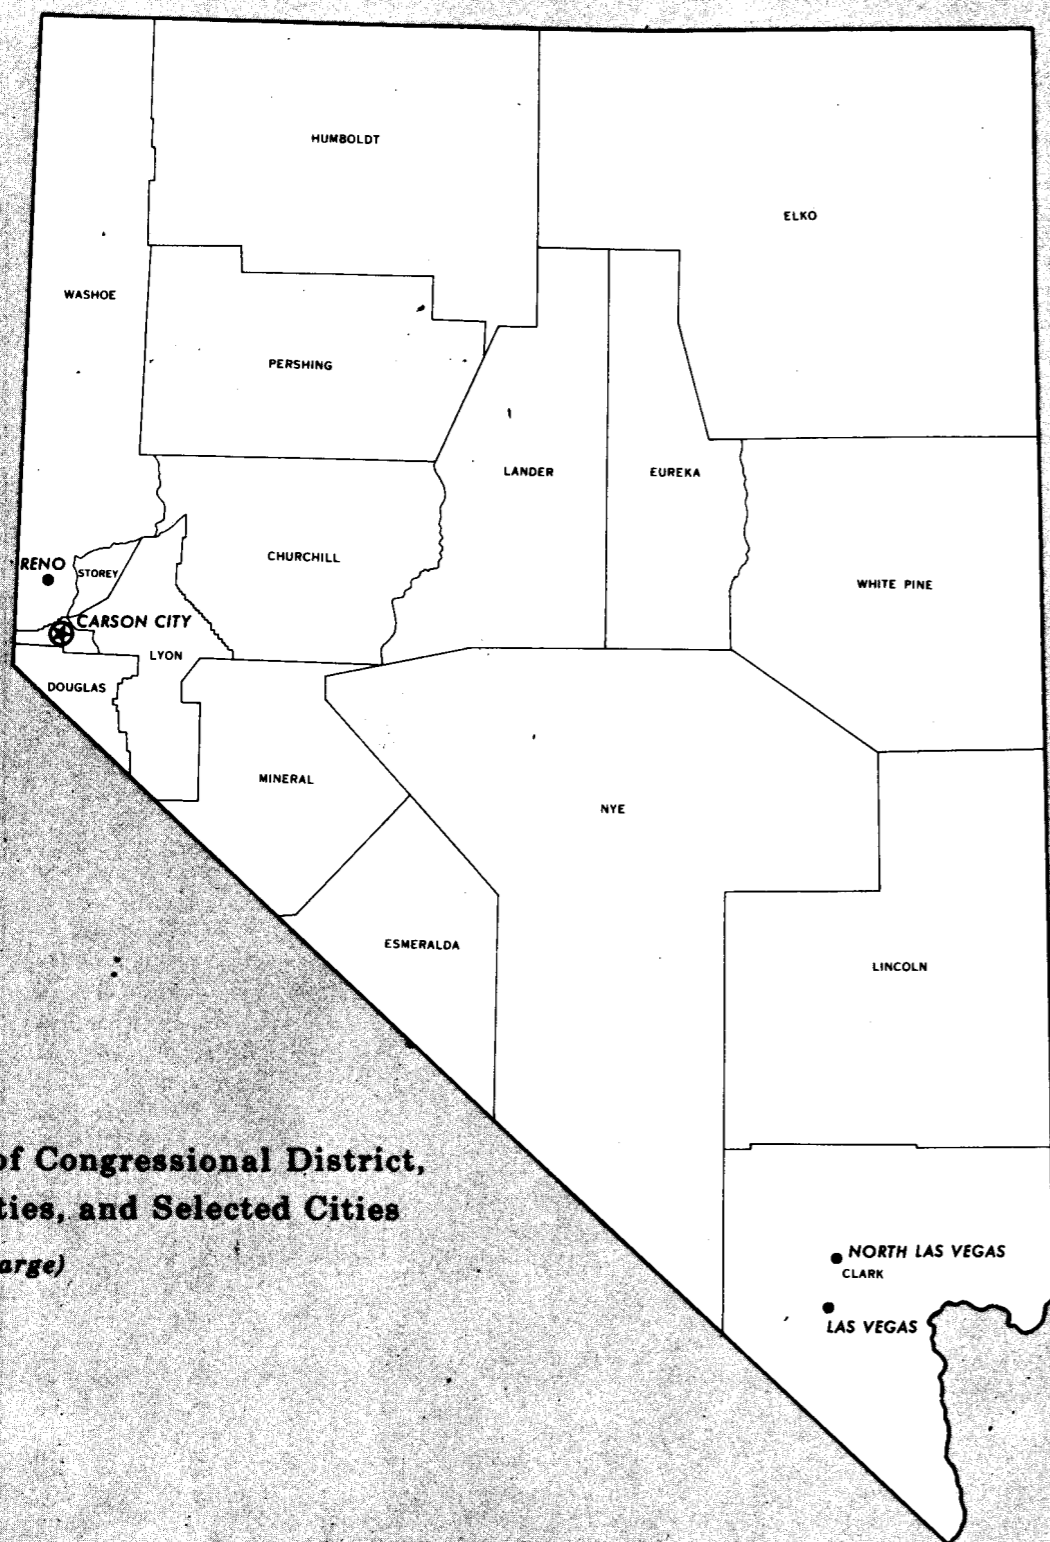 HUMBOLDT
ELKO
WASHOE
PERSHING
LANDER
EUREKA
CHURCHILL
RENO
STOREY
WHITE PINE
CARSON CITY
LYON
DOUGLAS
MINERAL
NYE
ESMERALDA
LINCOLN
of Congressional District,
ties, and Selected Cities
arge)
NORTH LAS VEGAS
CLARK
LAS VEGAS